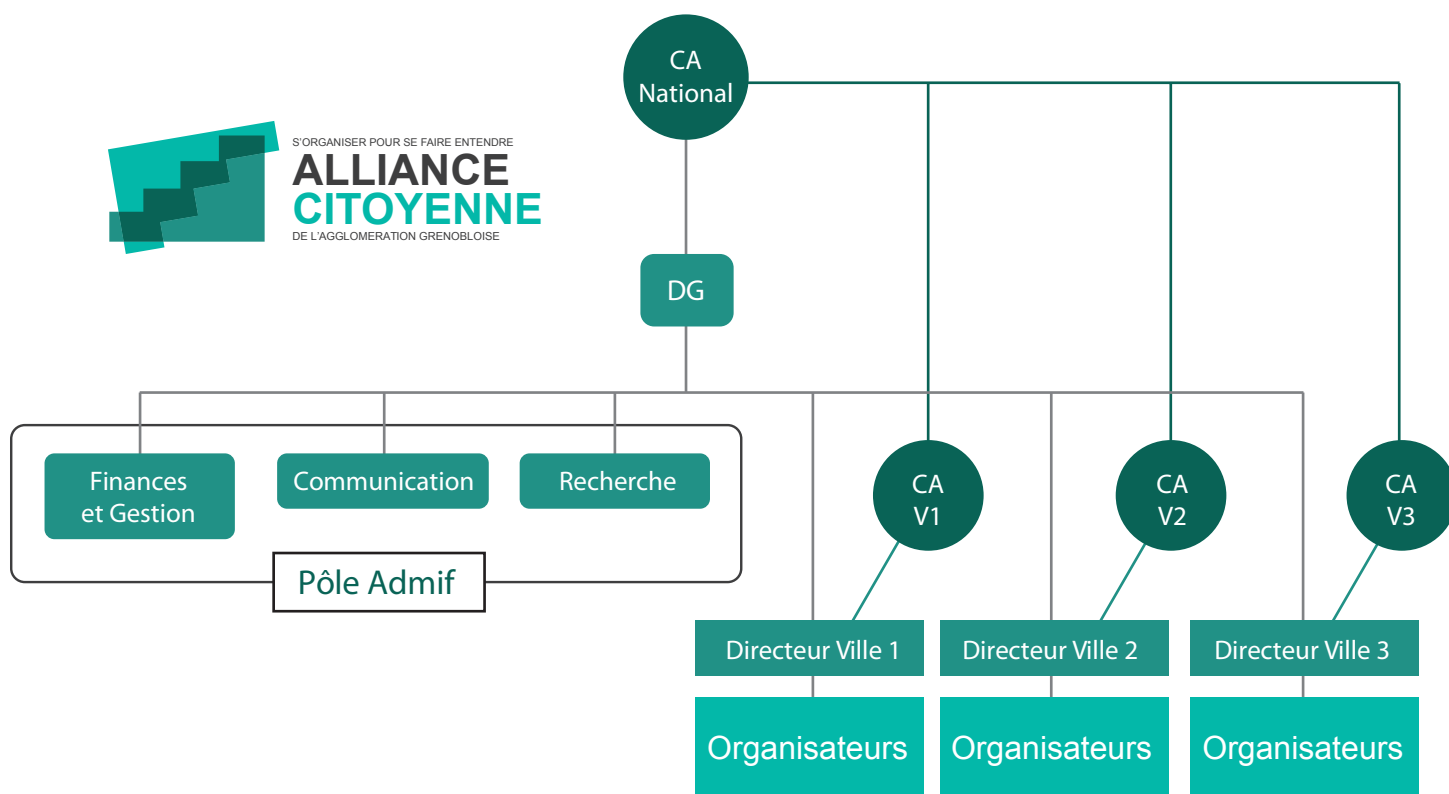 CA
National
S'ORGANISER POUR SE FAIRE ENTENDRE
ALLIANCE
CITOYENNE
DE L'AGGLOMERATION GRENOBLOISE
DG
Finances
et Gestion
Communication
Recherche
Pôle Admif
CA
V1
CA
V2
CA
V3
Directeur Ville 1
Directeur Ville 2
Directeur Ville 3
Organisateurs
Organisateurs
Organisateurs